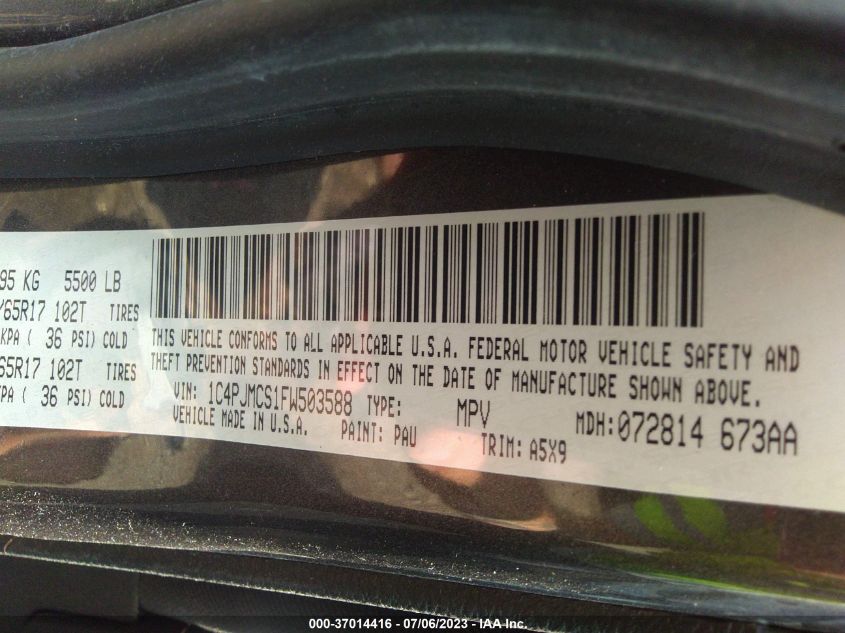 95 KG 5500 LB
65R17 102T TIRES
KPA ( 36 PSI) COLD
65R17 102T TIRES
PA ( 36 PSI) COLD
THIS VEHICLE CONFORMS TO ALL APPLICABLE U.S.A. FEDERAL MOTOR VEHICLE SAFETY AND
THEFT PREVENTION STANDARDS IN EFFECT ON THE DATE OF MANUFACTURE SHOWN ABOVE.
VIN: 1C4PJMCS1FW503588 TYPE: MPV MDH: 072814 673AA
VEHICLE MADE IN U.S.A. PAINT: PAU TRIM: A5X9
000-37014416 - 07/06/2023 - IAA Inc.